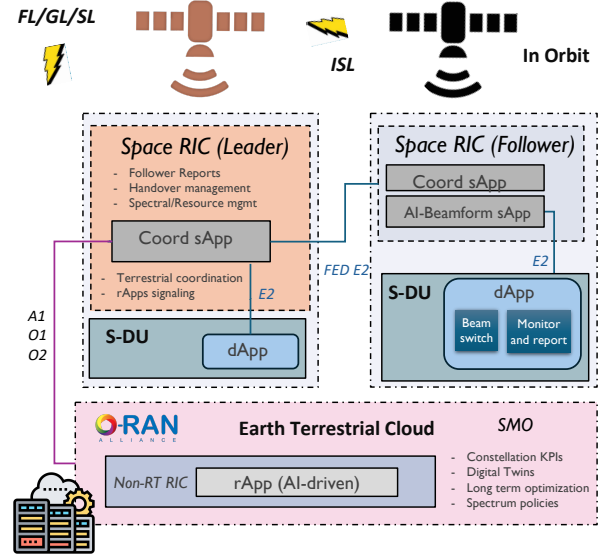 FL/GL/SL
ISL
In Orbit
Space RIC (Leader)
- Follower Reports
- Handover management
- Spectral/Resource mgmt
Coord sApp
- Terrestrial coordination
- rApps signaling
E2
S-DU
dApp
FED E2
Space RIC (Follower)
Coord sApp
AI-Beamform sApp
E2
S-DU
dApp
Beam
switch
Monitor
and report
A1
O1
O2
O-RAN
ALLIANCE
Earth Terrestrial Cloud
SMO
Non-RT RIC
rApp (AI-driven)
- Constellation KPIs
- Digital Twins
- Long term optimization
- Spectrum policies